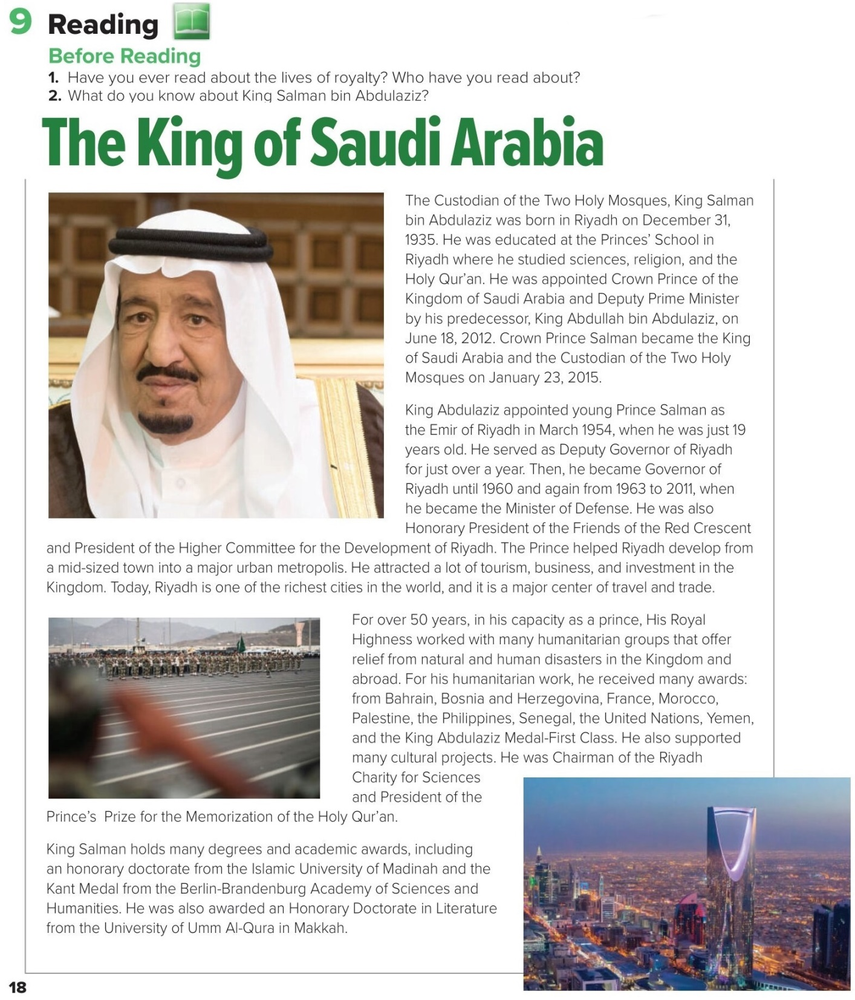 9 Reading
Before Reading
1. Have you ever read about the lives of royalty? Who have you read about?
2. What do you know about King Salman bin Abdulaziz?
The King of Saudi Arabia
The Custodian of the Two Holy Mosques, King Salman
bin Abdulaziz was born in Riyadh on December 31,
1935. He was educated at the Princes’ School in
Riyadh where he studied sciences, religion, and the
Holy Qur’an. He was appointed Crown Prince of the
Kingdom of Saudi Arabia and Deputy Prime Minister
by his predecessor, King Abdullah bin Abdulaziz, on
June 18, 2012. Crown Prince Salman became the King
of Saudi Arabia and the Custodian of the Two Holy
Mosques on January 23, 2015.
King Abdulaziz appointed young Prince Salman as
the Emir of Riyadh in March 1954, when he was just 19
years old. He served as Deputy Governor of Riyadh
for just over a year. Then, he became Governor of
Riyadh until 1960 and again from 1963 to 2011, when
he became the Minister of Defense. He was also
Honorary President of the Friends of the Red Crescent
and President of the Higher Committee for the Development of Riyadh. The Prince helped Riyadh develop from
a mid-sized town into a major urban metropolis. He attracted a lot of tourism, business, and investment in the
Kingdom. Today, Riyadh is one of the richest cities in the world, and it is a major center of travel and trade.
For over 50 years, in his capacity as a prince, His Royal
Highness worked with many humanitarian groups that offer
relief from natural and human disasters in the Kingdom and
abroad. For his humanitarian work, he received many awards:
from Bahrain, Bosnia and Herzegovina, France, Morocco,
Palestine, the Philippines, Senegal, the United Nations, Yemen,
and the King Abdulaziz Medal-First Class. He also supported
many cultural projects. He was Chairman of the Riyadh
Charity for Sciences
and President of the
Prince’s Prize for the Memorization of the Holy Qur’an.
King Salman holds many degrees and academic awards, including
an honorary doctorate from the Islamic University of Madinah and the
Kant Medal from the Berlin-Brandenburg Academy of Sciences and
Humanities. He was also awarded an Honorary Doctorate in Literature
from the University of Umm Al-Qura in Makkah.
18